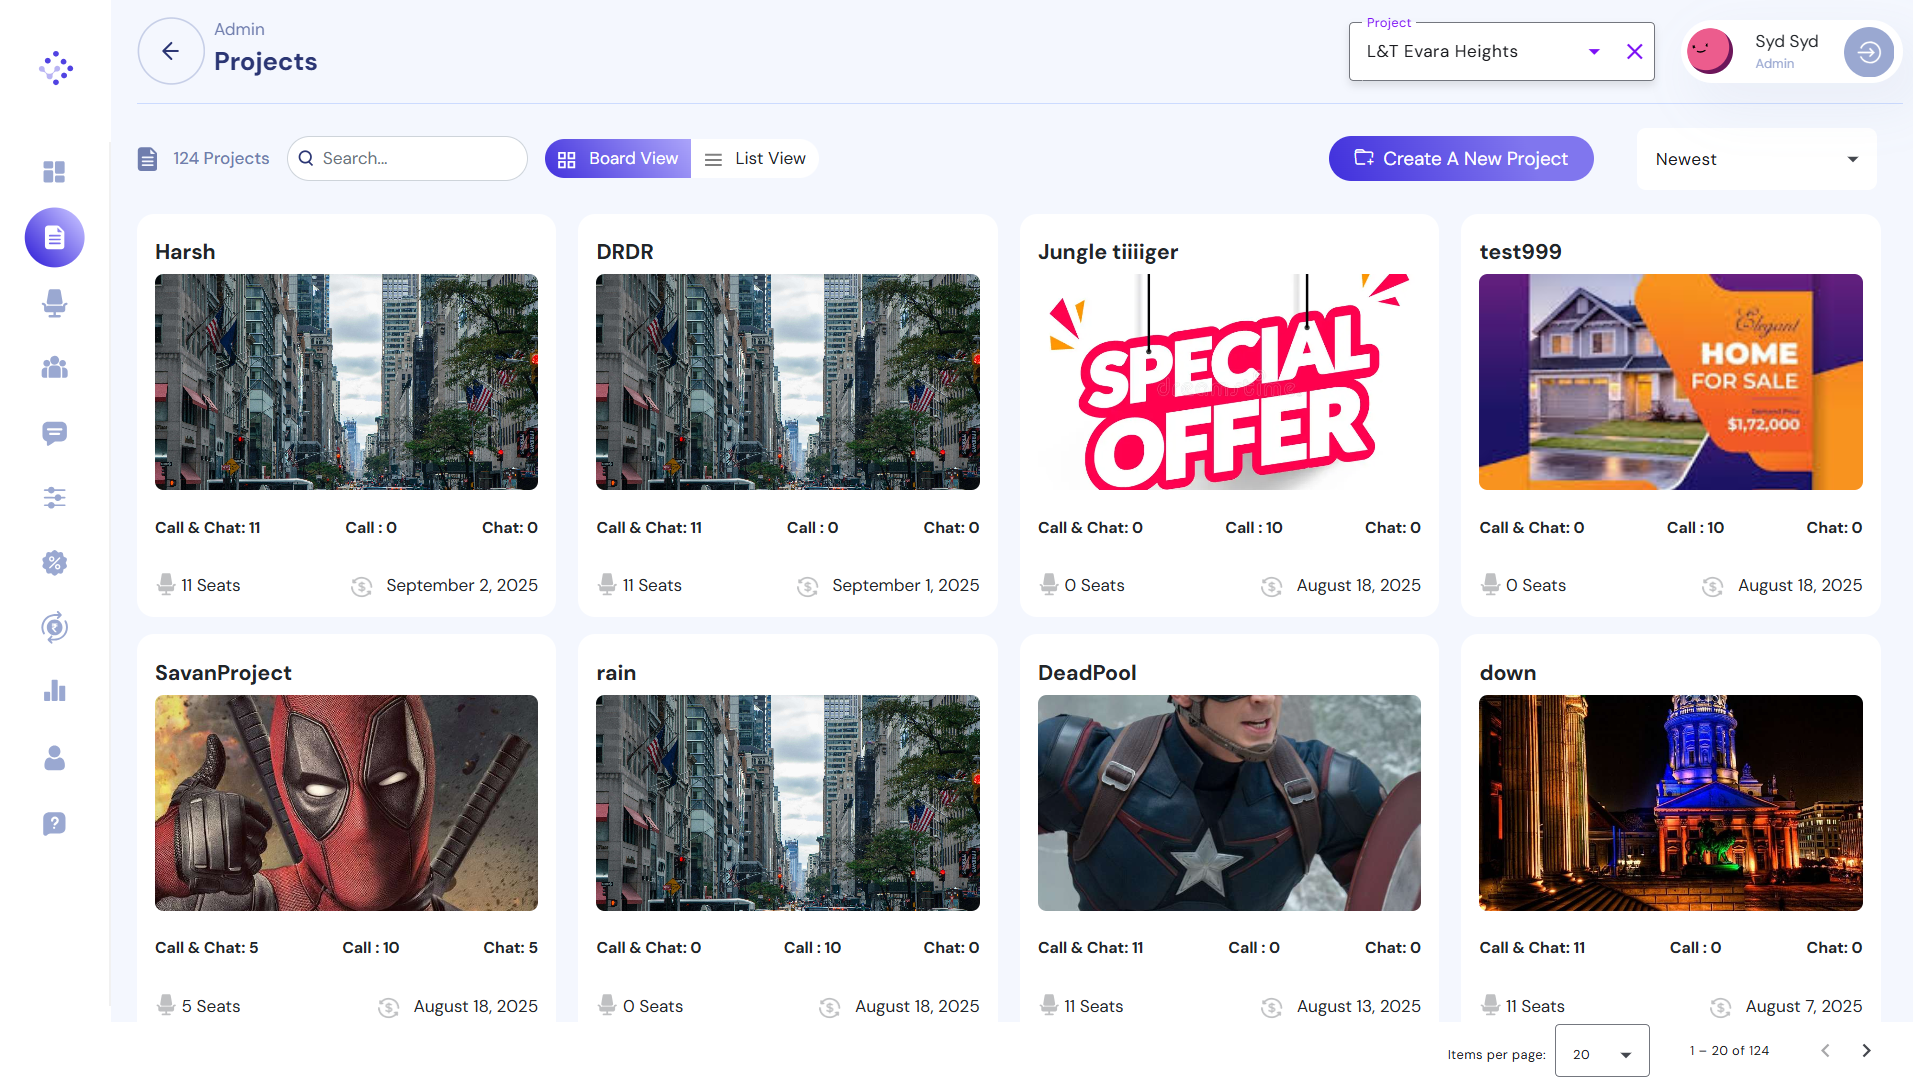 Admin
Projects
Project
L&T Evara Heights
Syd Syd
Admin
124 Projects
Search...
Board View
List View
Create A New Project
Newest
Harsh
DRDR
Jungle tiiiiger
test999
SPECIAL
OFFER
dreamstime
Elegant
HOME
FOR SALE
Demand Price
$1,72,000
Call & Chat: 11
Call : 0
Chat: 0
Call & Chat: 11
Call : 0
Chat: 0
Call & Chat: 0
Call : 10
Chat: 0
Call & Chat: 0
Call : 10
Chat: 0
11 Seats
September 2, 2025
11 Seats
September 1, 2025
0 Seats
August 18, 2025
0 Seats
August 18, 2025
SavanProject
rain
DeadPool
down
Call & Chat: 5
Call : 10
Chat: 5
Call & Chat: 0
Call : 10
Chat: 0
Call & Chat: 11
Call : 0
Chat: 0
Call & Chat: 11
Call : 0
Chat: 0
5 Seats
August 18, 2025
0 Seats
August 18, 2025
11 Seats
August 13, 2025
11 Seats
August 7, 2025
Items per page:
20
1 – 20 of 124